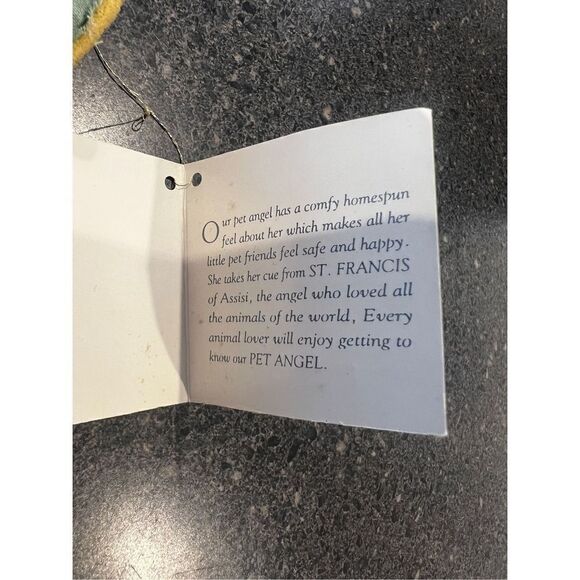 Our pet angel has a comfy homespun
feel about her which makes all her
little pet friends feel safe and happy.
She takes her cue from ST. FRANCIS
of Assisi, the angel who loved all
the animals of the world, Every
animal lover will enjoy getting to
know our PET ANGEL.